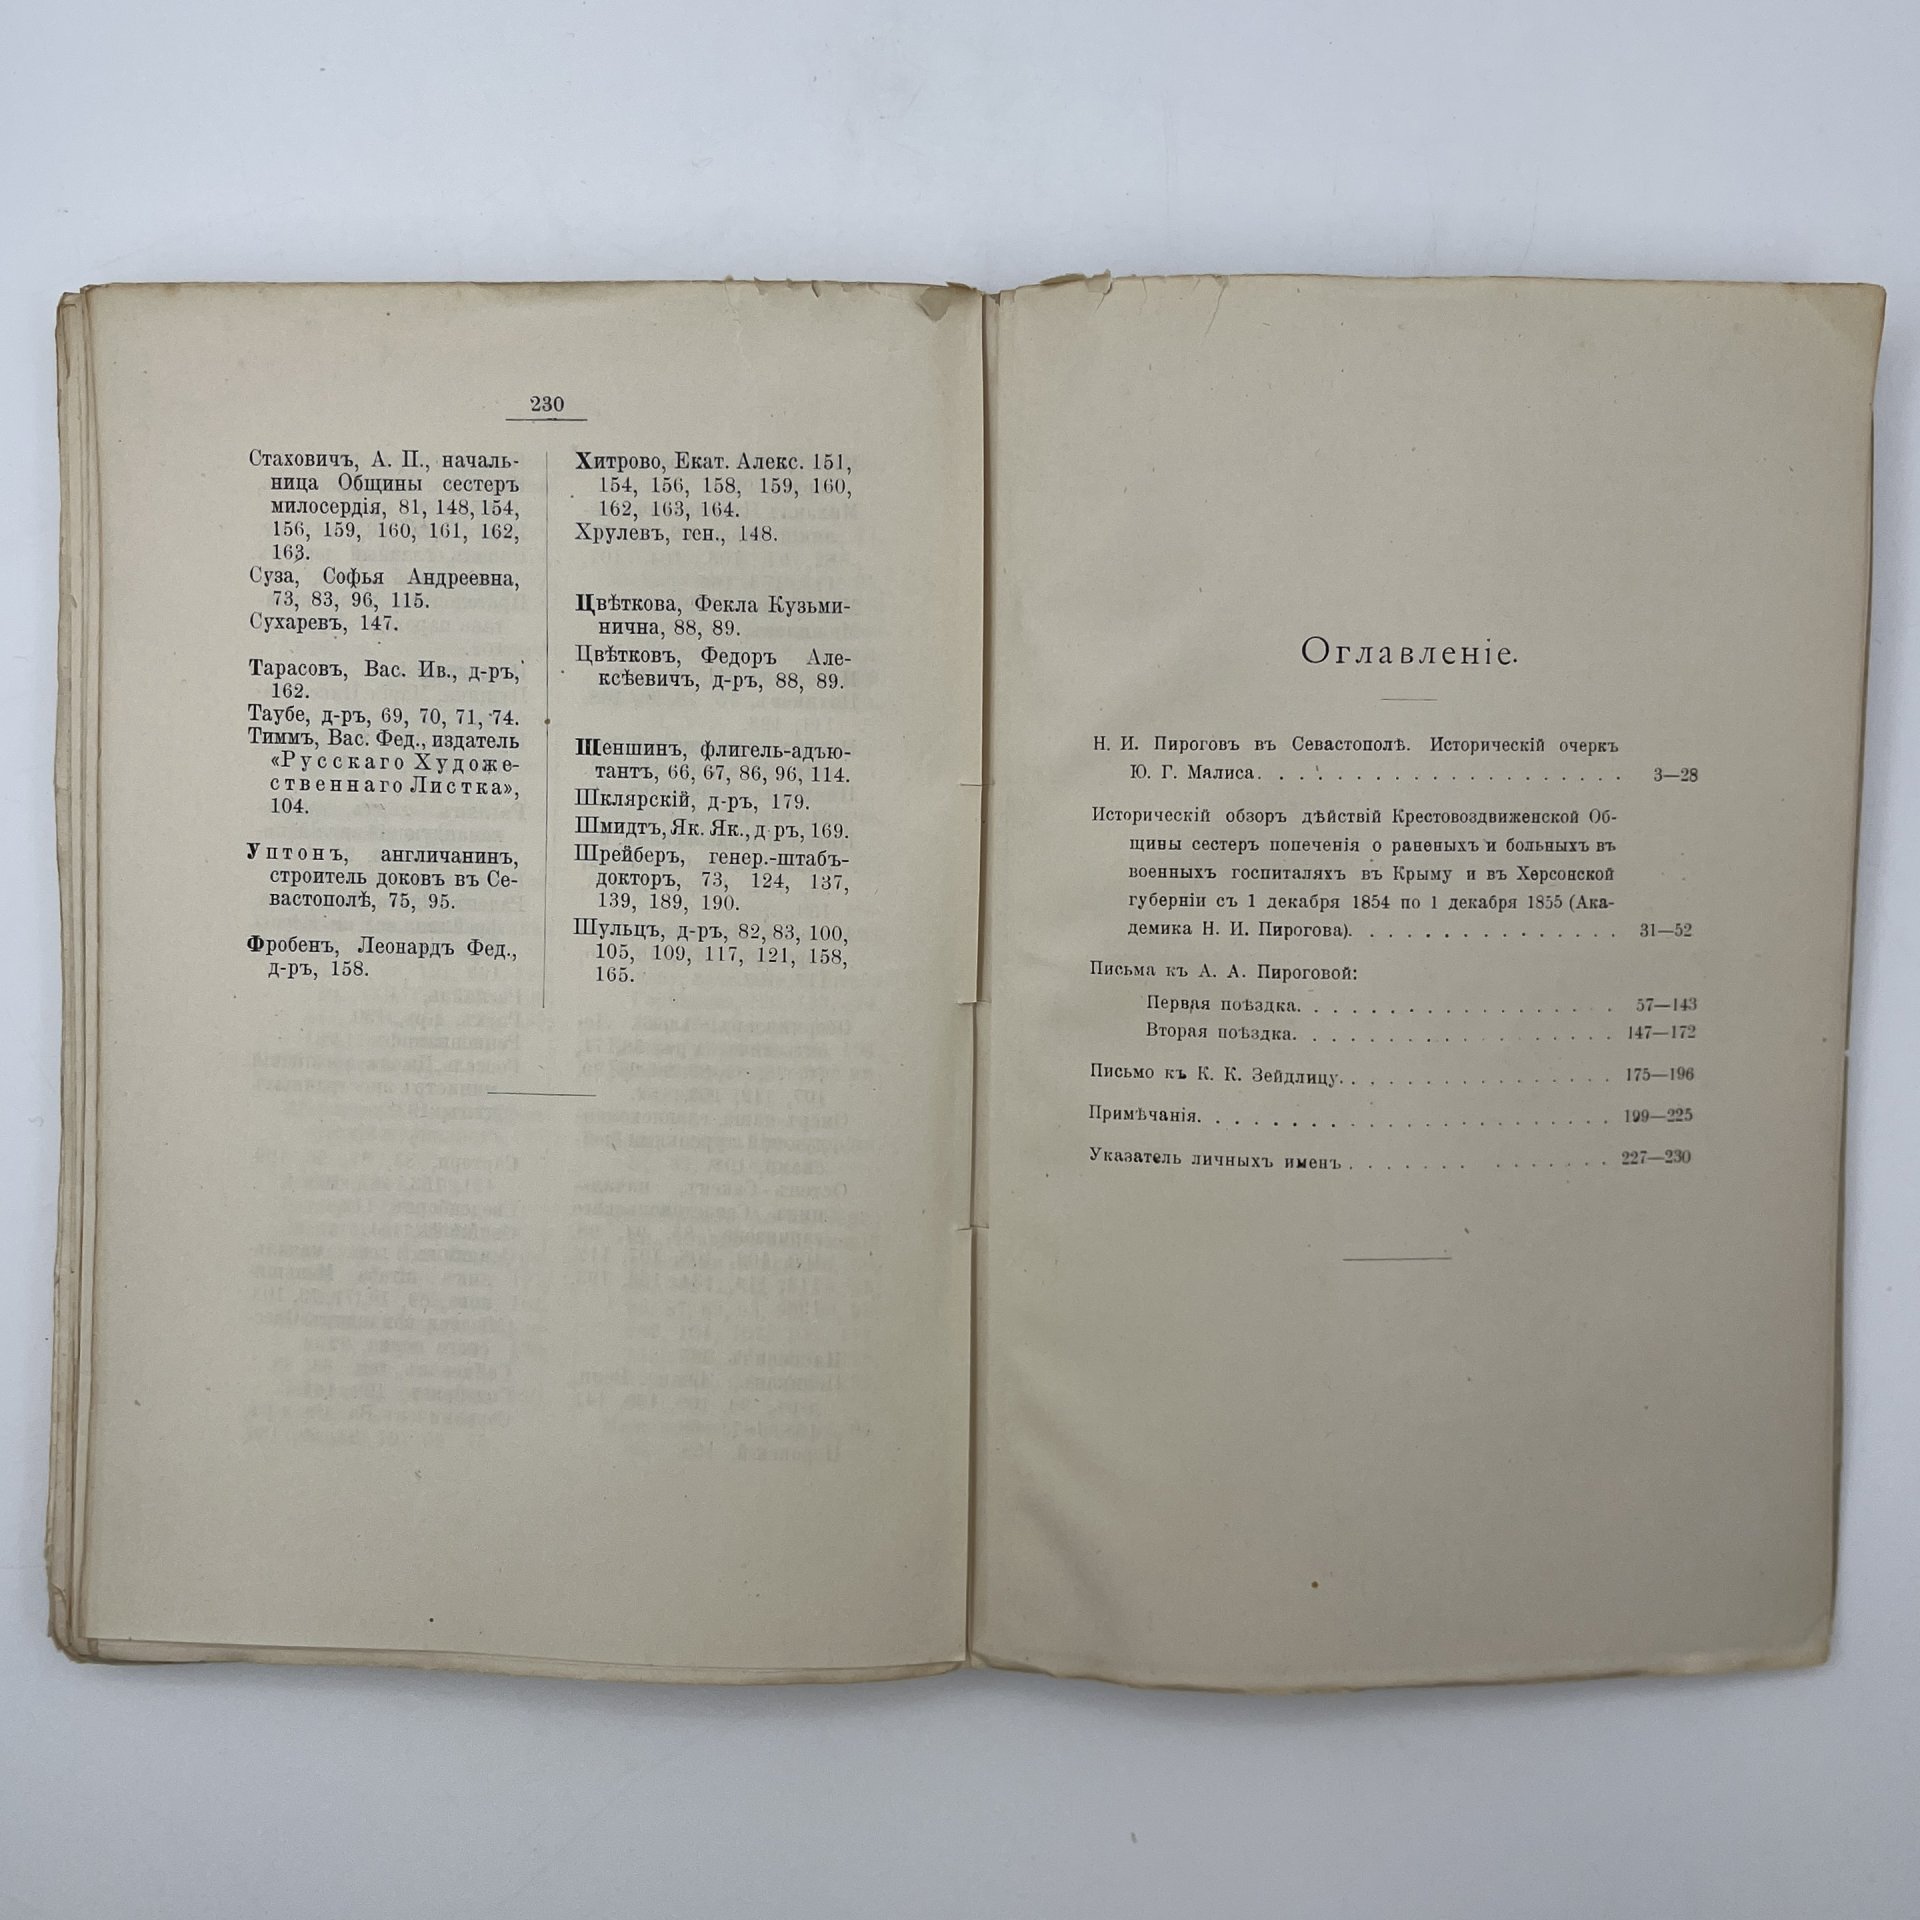 230
Стаховичъ, А. П., началь-
ница Общины сестеръ
милосердія, 81, 148, 154,
156, 159, 160, 161, 162,
163.
Суза, Софья Андреевна,
73, 83, 96, 115.
Сухаревъ, 147.
Тарасовъ, Вас. Ив., д-ръ,
162.
Таубе, д-ръ, 69, 70, 71, 74.
Тиммъ, Вас. Фед., издатель
«Русскаго Художе-
ственнаго Листка»,
104.
Уптонъ, англичанин,
строитель доковъ въ Се-
вастополѣ, 75, 95.
Фробенъ, Леонардъ Фед.,
д-ръ, 158.
Хитрово, Екат. Алекс. 151,
154, 156, 158, 159, 160,
162, 163, 164.
Хрулевъ, ген., 148.
Цвѣткова, Фекла Кузьми-
нична, 88, 89.
Цвѣтковъ, Федоръ Але-
ксѣевичъ, д-ръ, 88, 89.
Шеншинъ, флигель-адъю-
тантъ, 66, 67, 86, 96, 114.
Шклярскій, д-ръ, 179.
Шмидтъ, Як. Як., д-ръ, 169.
Шрейберъ, генер.-штабъ-
докторъ, 73, 124, 137,
139, 189, 190.
Шульцъ, д-ръ, 82, 83, 100,
105, 109, 117, 121, 158,
165.
Оглавленіе.
Н. И. Пироговъ въ Севастополѣ. Историческій очеркъ
Ю. Г. Малиса. . . . . . . . . . . . . . . . . . . 3—28
Историческій обзоръ дѣйствій Крестовоздвиженской Об-
щины сестеръ попеченія о раненыхъ и больныхъ въ
военныхъ госпиталяхъ въ Крыму и въ Херсонской
губерніи съ 1 декабря 1854 по 1 декабря 1855 (Ака-
демика Н. И. Пирогова). . . . . . . . . . . . . . 31—52
Письма къ А. А. Пироговой:
Первая поѣздка. . . . . . . . . . . . . . . . . 57—143
Вторая поѣздка. . . . . . . . . . . . . . . . . 147—172
Письмо къ К. К. Зейдлицу. . . . . . . . . . . . . . . 175—196
Примѣчанія. . . . . . . . . . . . . . . . . . . . . . 199—225
Указатель личныхъ именъ . . . . . . . . . . . . . . 227—230